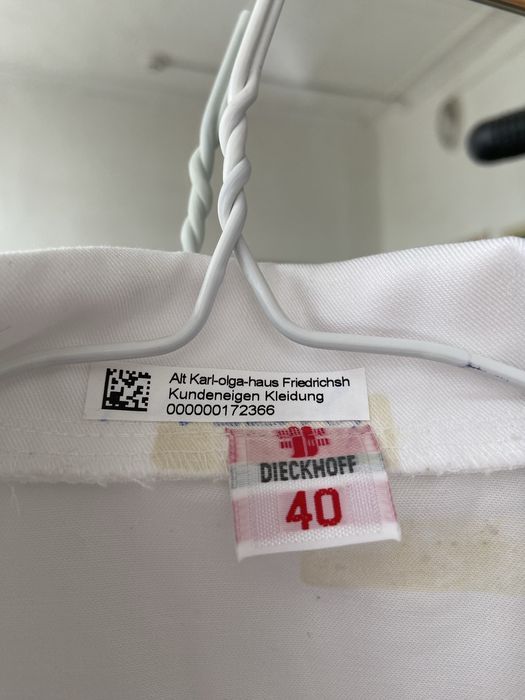 Alt Karl-olga-haus Friedrichsh
Kundeneigen Kleidung
000000172366
DIECKHOFF
40